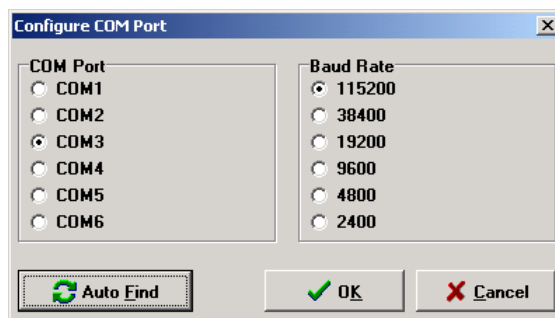 Configure COM Port
COM Port
COM1
COM2
COM3
COM4
COM5
COM6
Baud Rate
115200
38400
19200
9600
4800
2400
Auto Find
OK
Cancel